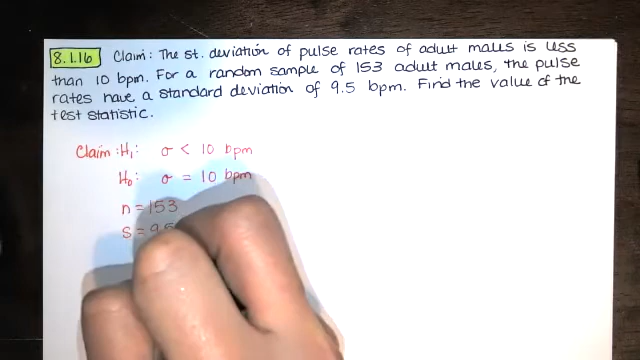 8.1.16 Claim: The st. deviation of pulse rates of adult males is less
than 10 bpm. For a random sample of 153 adult males, the pulse
rates have a standard deviation of 9.5 bpm. Find the value of the
test statistic.
Claim: H₁: σ < 10 bpm
H₀: σ = 10 bpm
n = 153
s = 9.5